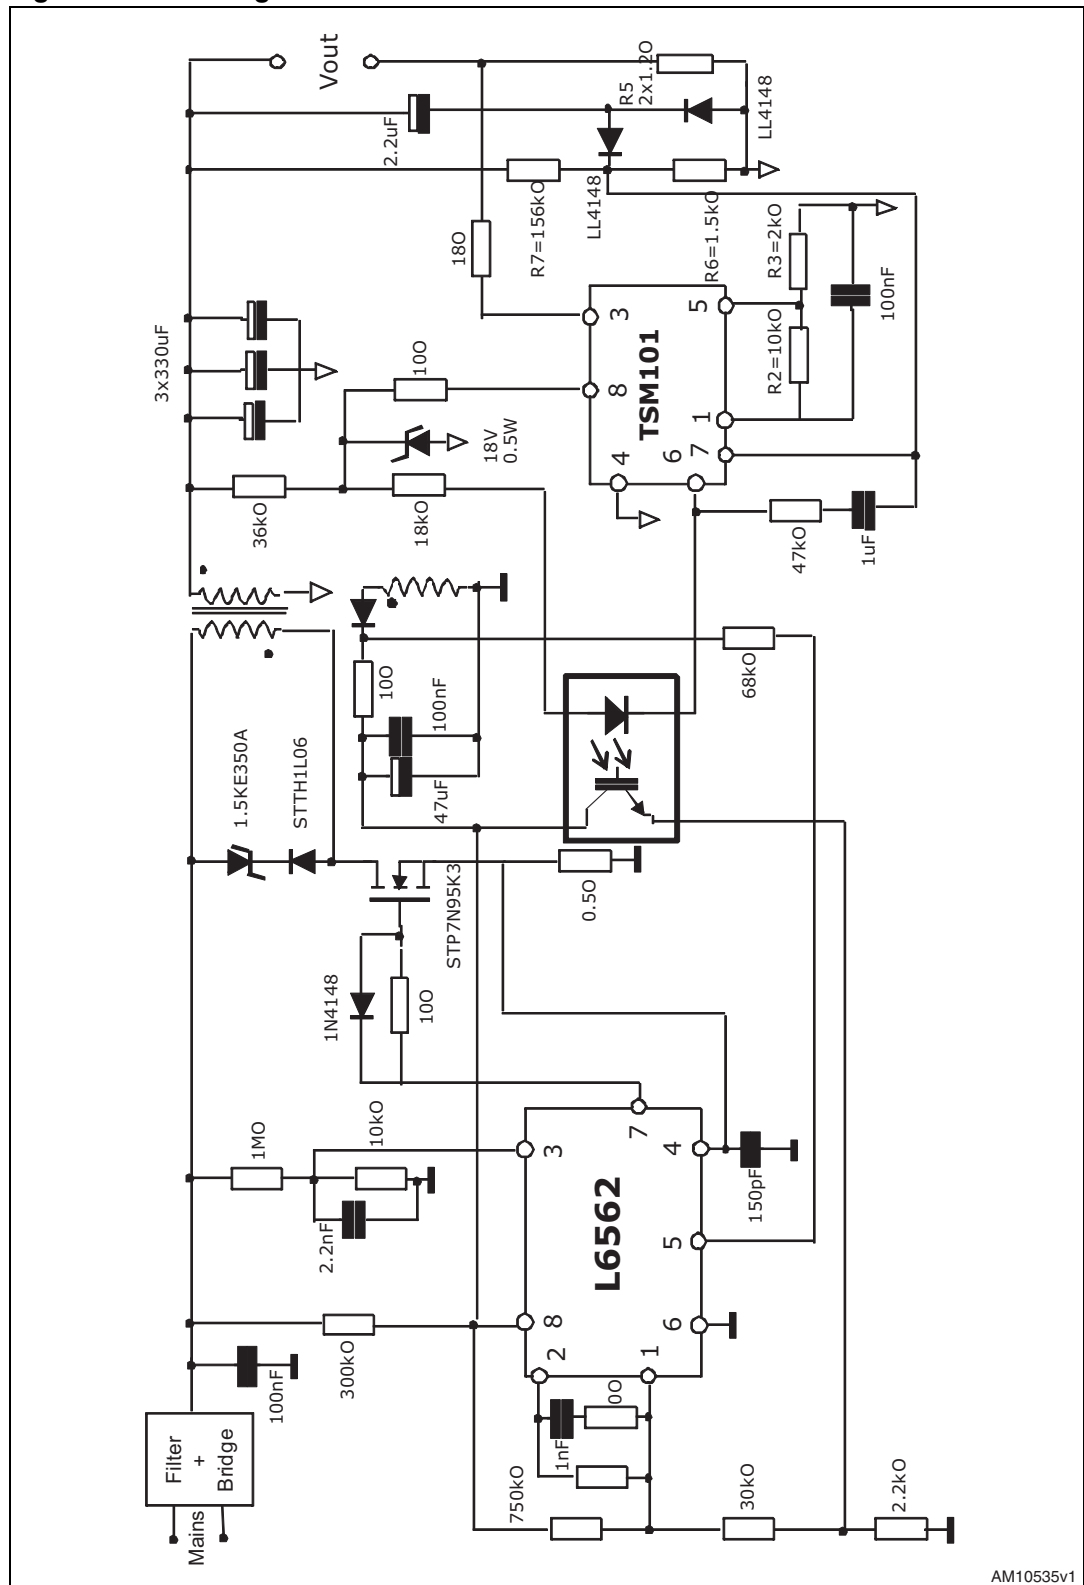 Mains
Filter
+
Bridge
100nF
300kO
2.2nF
1MO
10kO
1N4148
10O
STP7N95K3
1.5KE350A
STTH1L06
0.5O
47uF
100nF
10O
36kO
18kO
18V
0.5W
10O
3x330uF
18O
R7=156kO
LL4148
2.2uF
Vout
R5
2x1.2O
LL4148
R6=1.5kO
R3=2kO
R2=10kO
100nF
TSM101
3
8
4
6
7
1
5
47kO
1uF
68kO
L6562
3
8
2
1
6
5
4
7
150pF
1nF
0O
750kO
30kO
2.2kO
AM10535v1